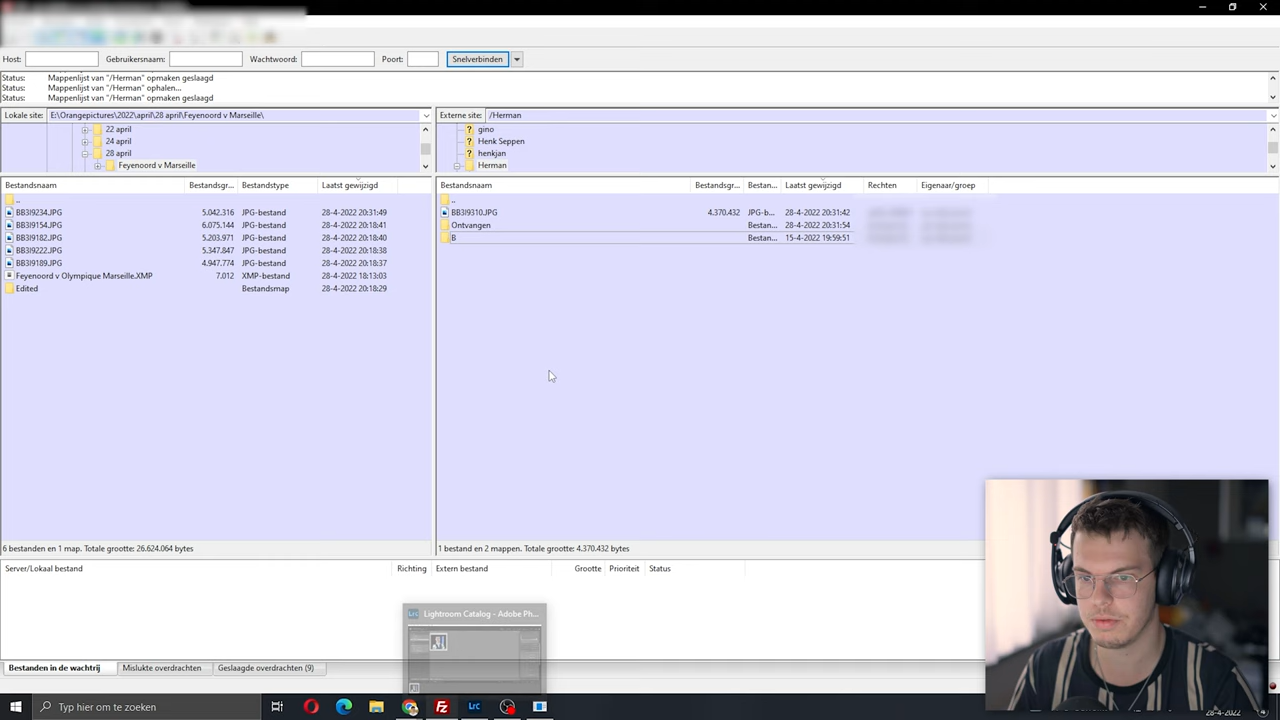 Host: Gebruikersnaam: Wachtwoord: Poort: Snelverbinden
Status: Mappenlijst van "/Herman" opmaken geslaagd
Status: Mappenlijst van "/Herman" ophalen...
Status: Mappenlijst van "/Herman" opmaken geslaagd
Lokale site: E:\Orangepictures\2022\april\28 april\Feyenoord v Marseille\
22 april
24 april
28 april
Feyenoord v Marseille
Externe site: /Herman
gino
Henk Seppen
henkjan
Herman
Bestandsnaam Bestandsgr... Bestandstype Laatst gewijzigd
..
BB3I9234.JPG 5.042.316 JPG-bestand 28-4-2022 20:31:49
BB3I9154.JPG 6.075.144 JPG-bestand 28-4-2022 20:18:41
BB3I9182.JPG 5.203.971 JPG-bestand 28-4-2022 20:18:40
BB3I9222.JPG 5.347.847 JPG-bestand 28-4-2022 20:18:38
BB3I9189.JPG 4.947.774 JPG-bestand 28-4-2022 20:18:37
Feyenoord v Olympique Marseille.XMP 7.012 XMP-bestand 28-4-2022 18:13:03
Edited Bestandsmap 28-4-2022 20:18:29
6 bestanden en 1 map. Totale grootte: 26.624.064 bytes
Bestandsnaam Bestandsgr... Bestan... Laatst gewijzigd Rechten Eigenaar/groep
..
BB3I9310.JPG 4.370.432 JPG-b... 28-4-2022 20:31:42
Ontvangen Bestan... 28-4-2022 20:31:54
B Bestan... 15-4-2022 19:59:51
1 bestand en 2 mappen. Totale grootte: 4.370.432 bytes
Server/Lokaal bestand Richting Extern bestand Grootte Prioriteit Status
Lightroom Catalog - Adobe Ph...
Bestanden in de wachtrij Mislukte overdrachten Geslaagde overdrachten (9)
Typ hier om te zoeken
LrC
28-4-2022